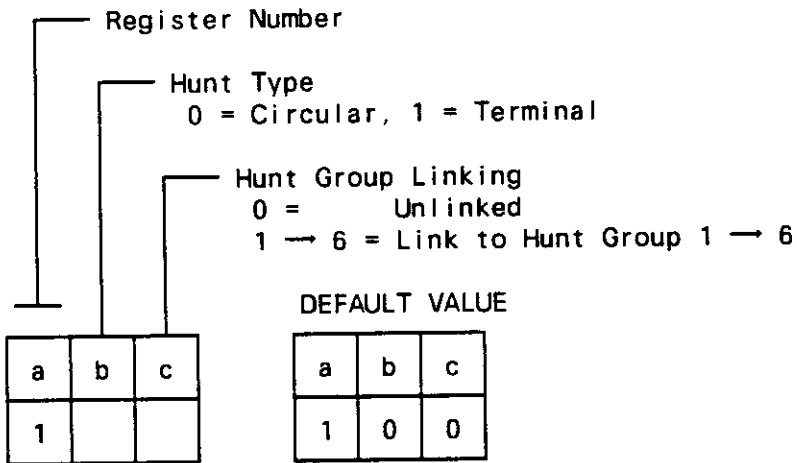 Register Number
Hunt Type
0 = Circular, 1 = Terminal
Hunt Group Linking
0 = Unlinked
1 → 6 = Link to Hunt Group 1 → 6
DEFAULT VALUE
a b c
1
a b c
1 0 0